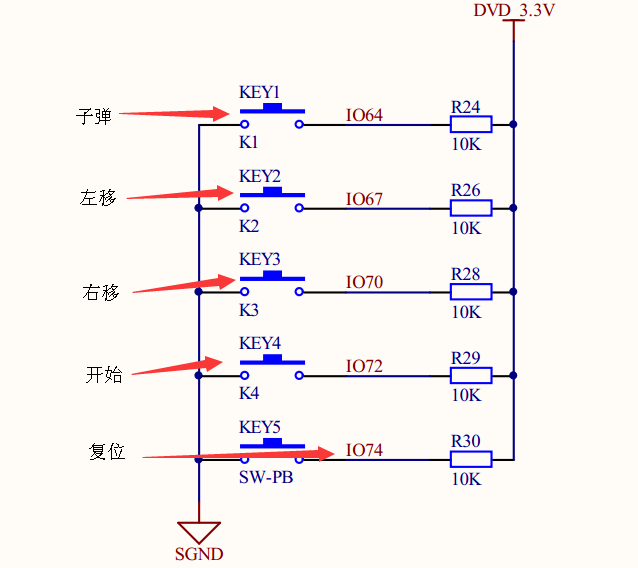 DVD_3.3V
KEY1
子弹
IO64
R24
K1
10K
KEY2
左移
IO67
R26
K2
10K
KEY3
右移
IO70
R28
K3
10K
KEY4
开始
IO72
R29
K4
10K
KEY5
复位
IO74
R30
SW-PB
10K
SGND